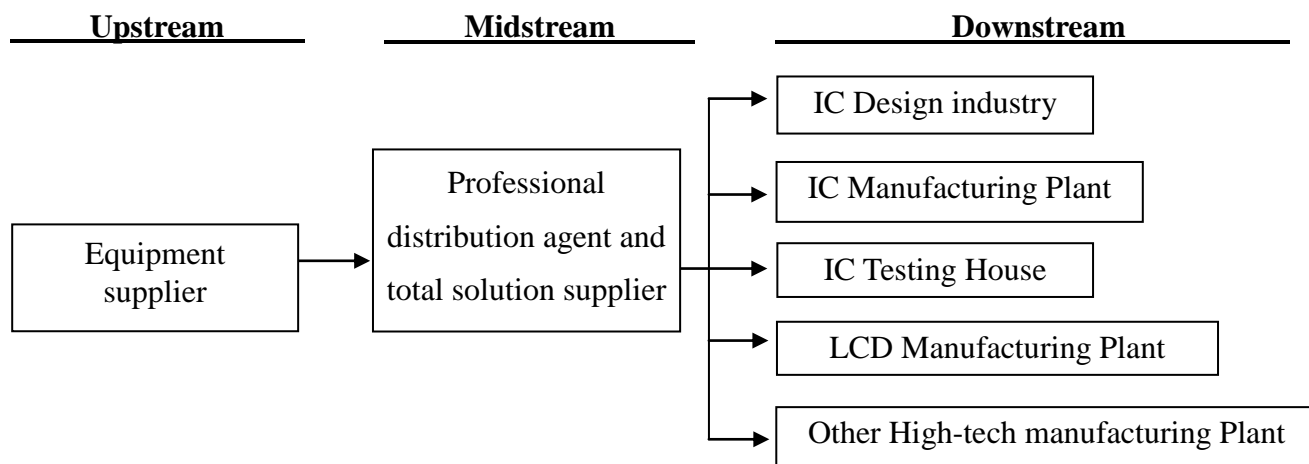 Upstream
Midstream
Downstream
Equipment
supplier
Professional
distribution agent and
total solution supplier
IC Design industry
IC Manufacturing Plant
IC Testing House
LCD Manufacturing Plant
Other High-tech manufacturing Plant